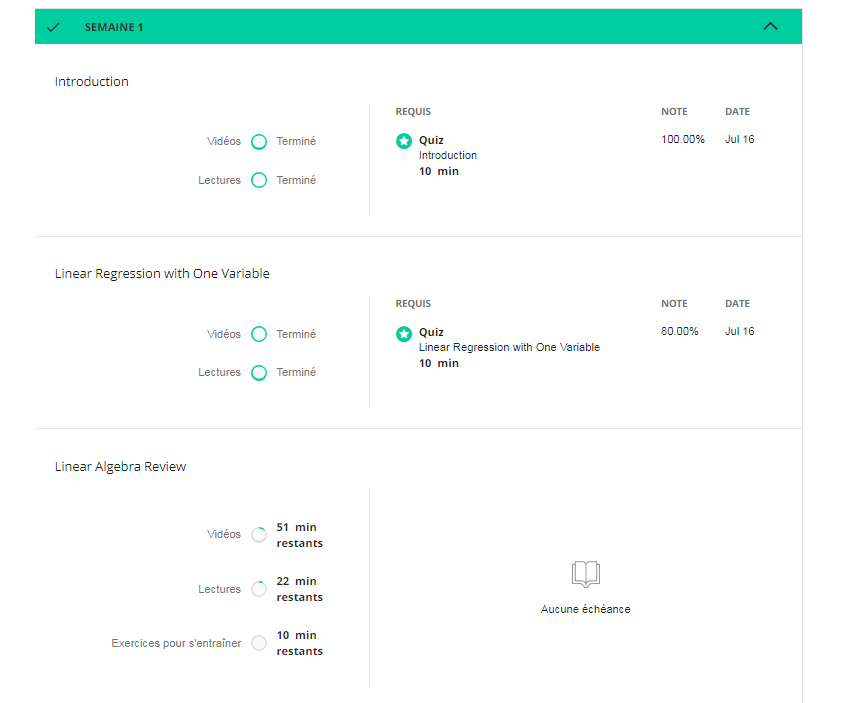 SEMAINE 1
Introduction
REQUIS NOTE DATE
Vidéos Terminé
Quiz 100.00% Jul 16
Introduction
10 min
Lectures Terminé
Linear Regression with One Variable
REQUIS NOTE DATE
Vidéos Terminé
Quiz 80.00% Jul 16
Linear Regression with One Variable
10 min
Lectures Terminé
Linear Algebra Review
Vidéos 51 min
restants
Lectures 22 min
restants
Aucune échéance
Exercices pour s'entraîner 10 min
restants